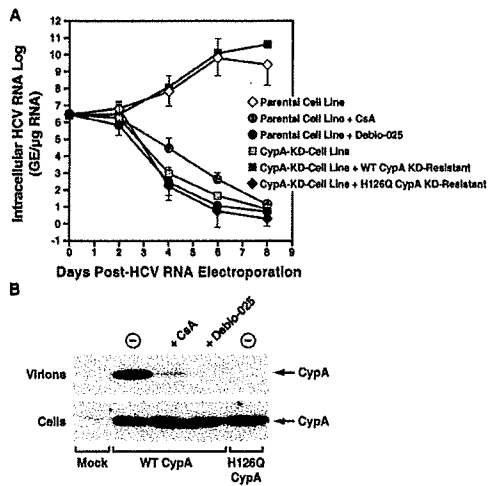 A
Intracellular HCV RNA Log
(GE/µg RNA)
12
11
10
9
8
7
6
5
4
3
2
1
0
-1
0 1 2 3 4 5 6 7 8 9
Days Post-HCV RNA Electroporation
Parental Cell Line
Parental Cell Line + CsA
Parental Cell Line + Debio-025
CypA-KD-Cell Line
CypA-KD-Cell Line + WT CypA KD-Resistant
CypA-KD-Cell Line + H126Q CypA KD-Resistant
B
− + CsA + Debio-025 −
Virions CypA
Cells CypA
Mock WT CypA H126Q
CypA